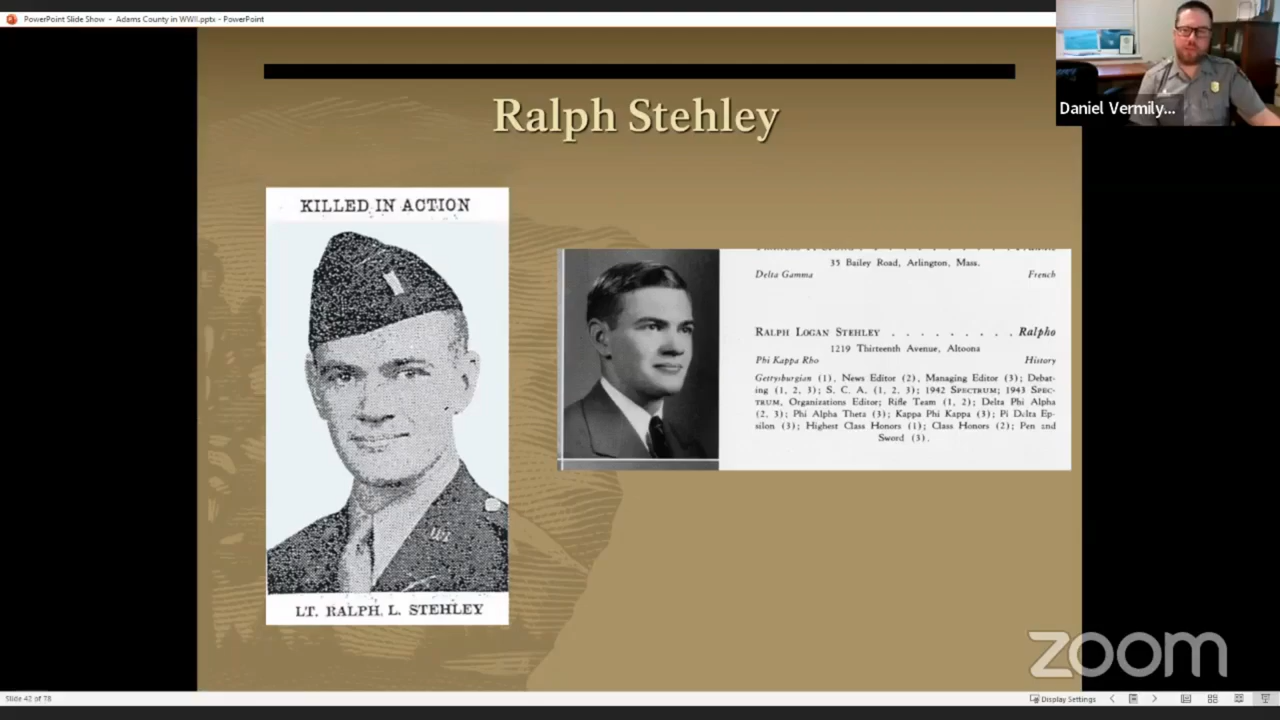 PowerPoint Slide Show - Adams County in WWII.pptx - PowerPoint
Daniel Vermily...
Ralph Stehley
KILLED IN ACTION
LT. RALPH L. STEHLEY
35 Bailey Road, Arlington, Mass.
Delta Gamma French
RALPH LOGAN STEHLEY . . . . . . . . . Ralpho
1219 Thirteenth Avenue, Altoona
Phi Kappa Rho History
Gettysburgian (1), News Editor (2), Managing Editor (3); Debat-
ing (1, 2, 3); S. C. A. (1, 2, 3); 1942 SPECTRUM; 1943 SPEC-
TRUM, Organizations Editor; Rifle Team (1, 2); Delta Phi Alpha
(2, 3); Phi Alpha Theta (3); Kappa Phi Kappa (3); Pi Delta Ep-
silon (3); Highest Class Honors (1); Class Honors (2); Pen and
Sword (3).
zoom
Slide 42 of 78
Display Settings